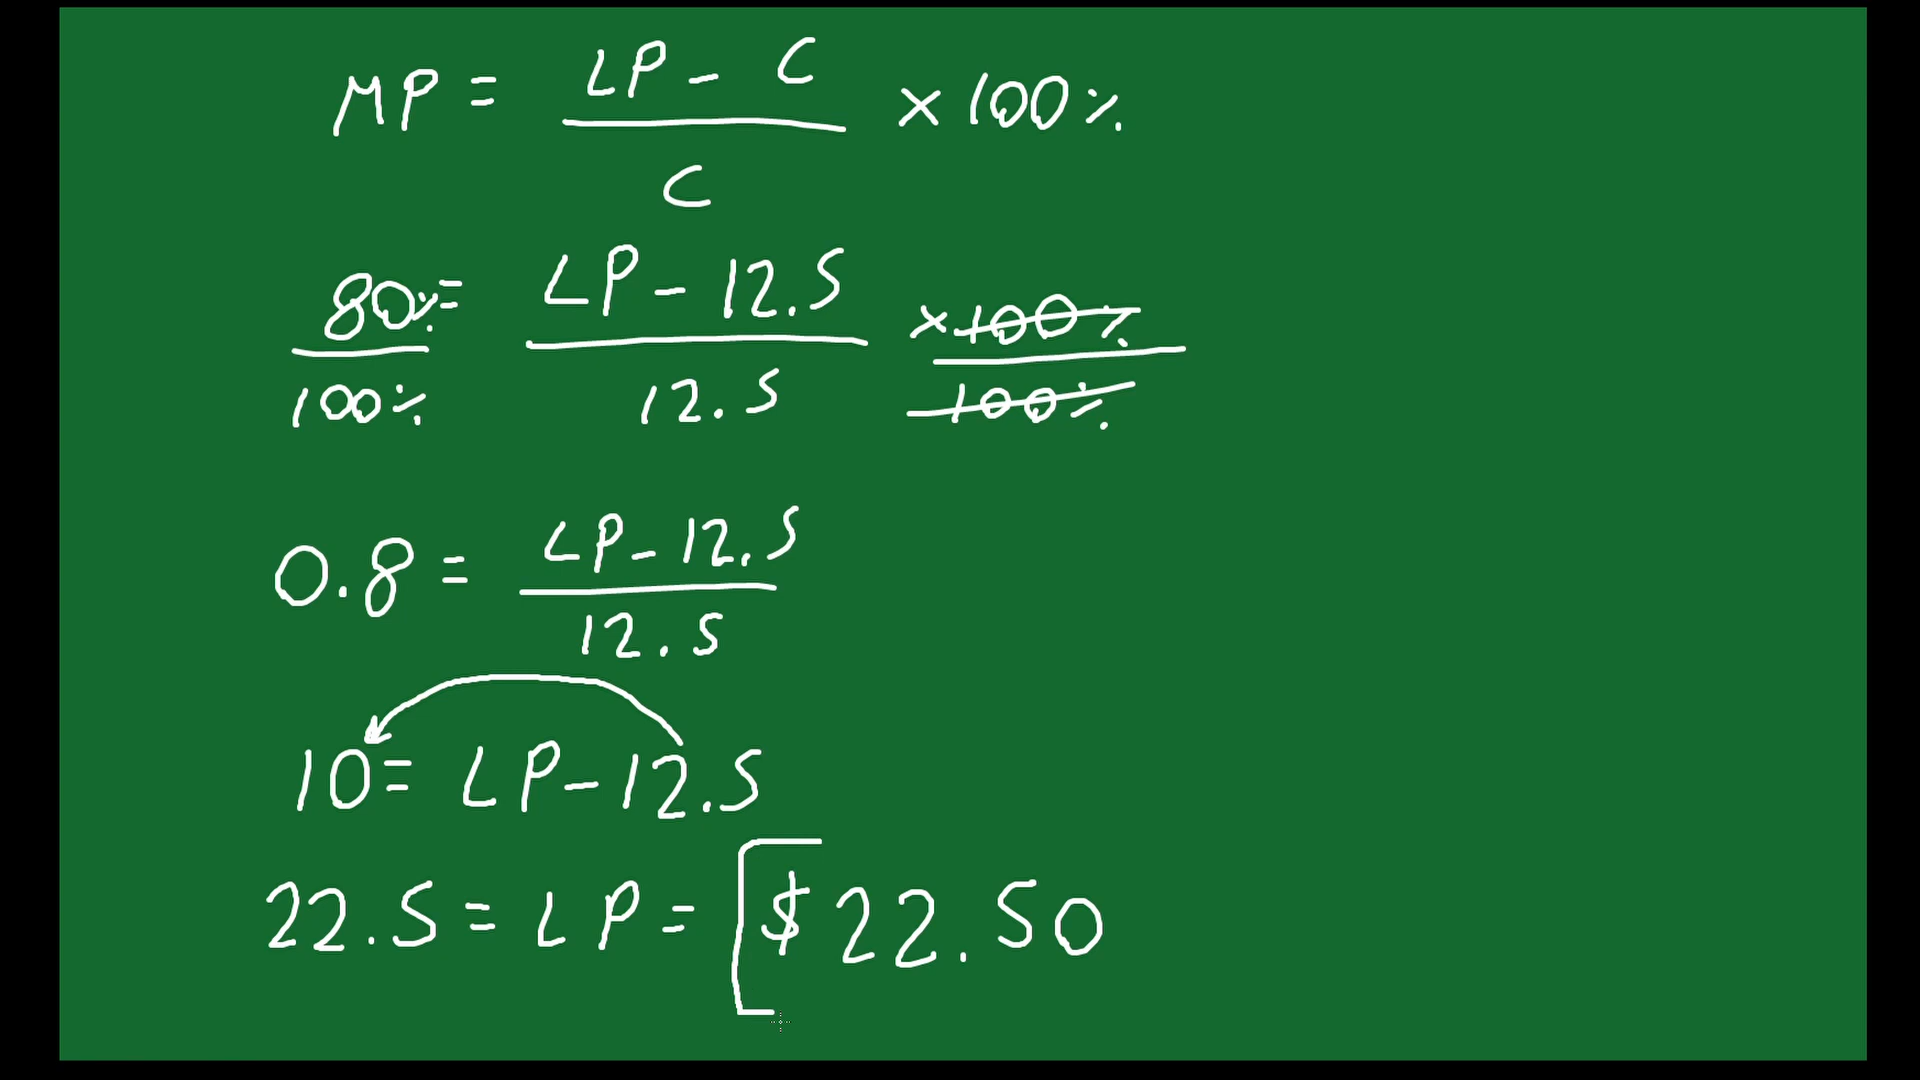 MP = LP - C / C × 100%
80% / 100% = LP - 12.5 / 12.5 × 100% / 100%
0.8 = LP - 12.5 / 12.5
10 = LP - 12.5
22.5 = LP = $22.50